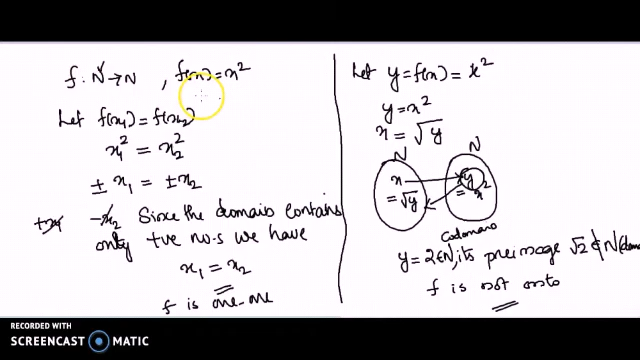 f: N→N, f(x)=x²
Let f(x₁)=f(x₂)
x₁² = x₂²
± x₁ = ±x₂
-x₂ Since the domain contains
only +ve no-s we have
x₁ = x₂
f is one-one
Let y=f(x) = x²
y=x²
x = √y
N N
x y
=√y = x²
Codomain
y=2∈N, its preimage √2 ∉ N
f is not onto
RECORDED WITH
SCREENCAST MATIC